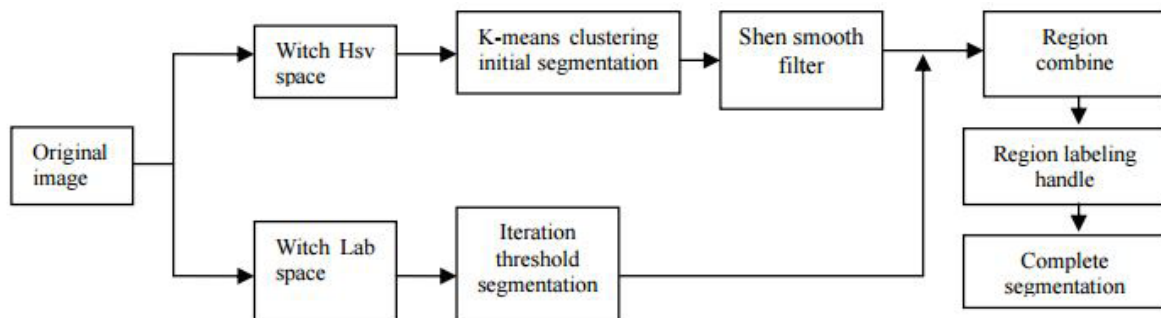 Original
image
Witch Hsv
space
K-means clustering
initial segmentation
Shen smooth
filter
Region
combine
Region labeling
handle
Complete
segmentation
Witch Lab
space
Iteration
threshold
segmentation